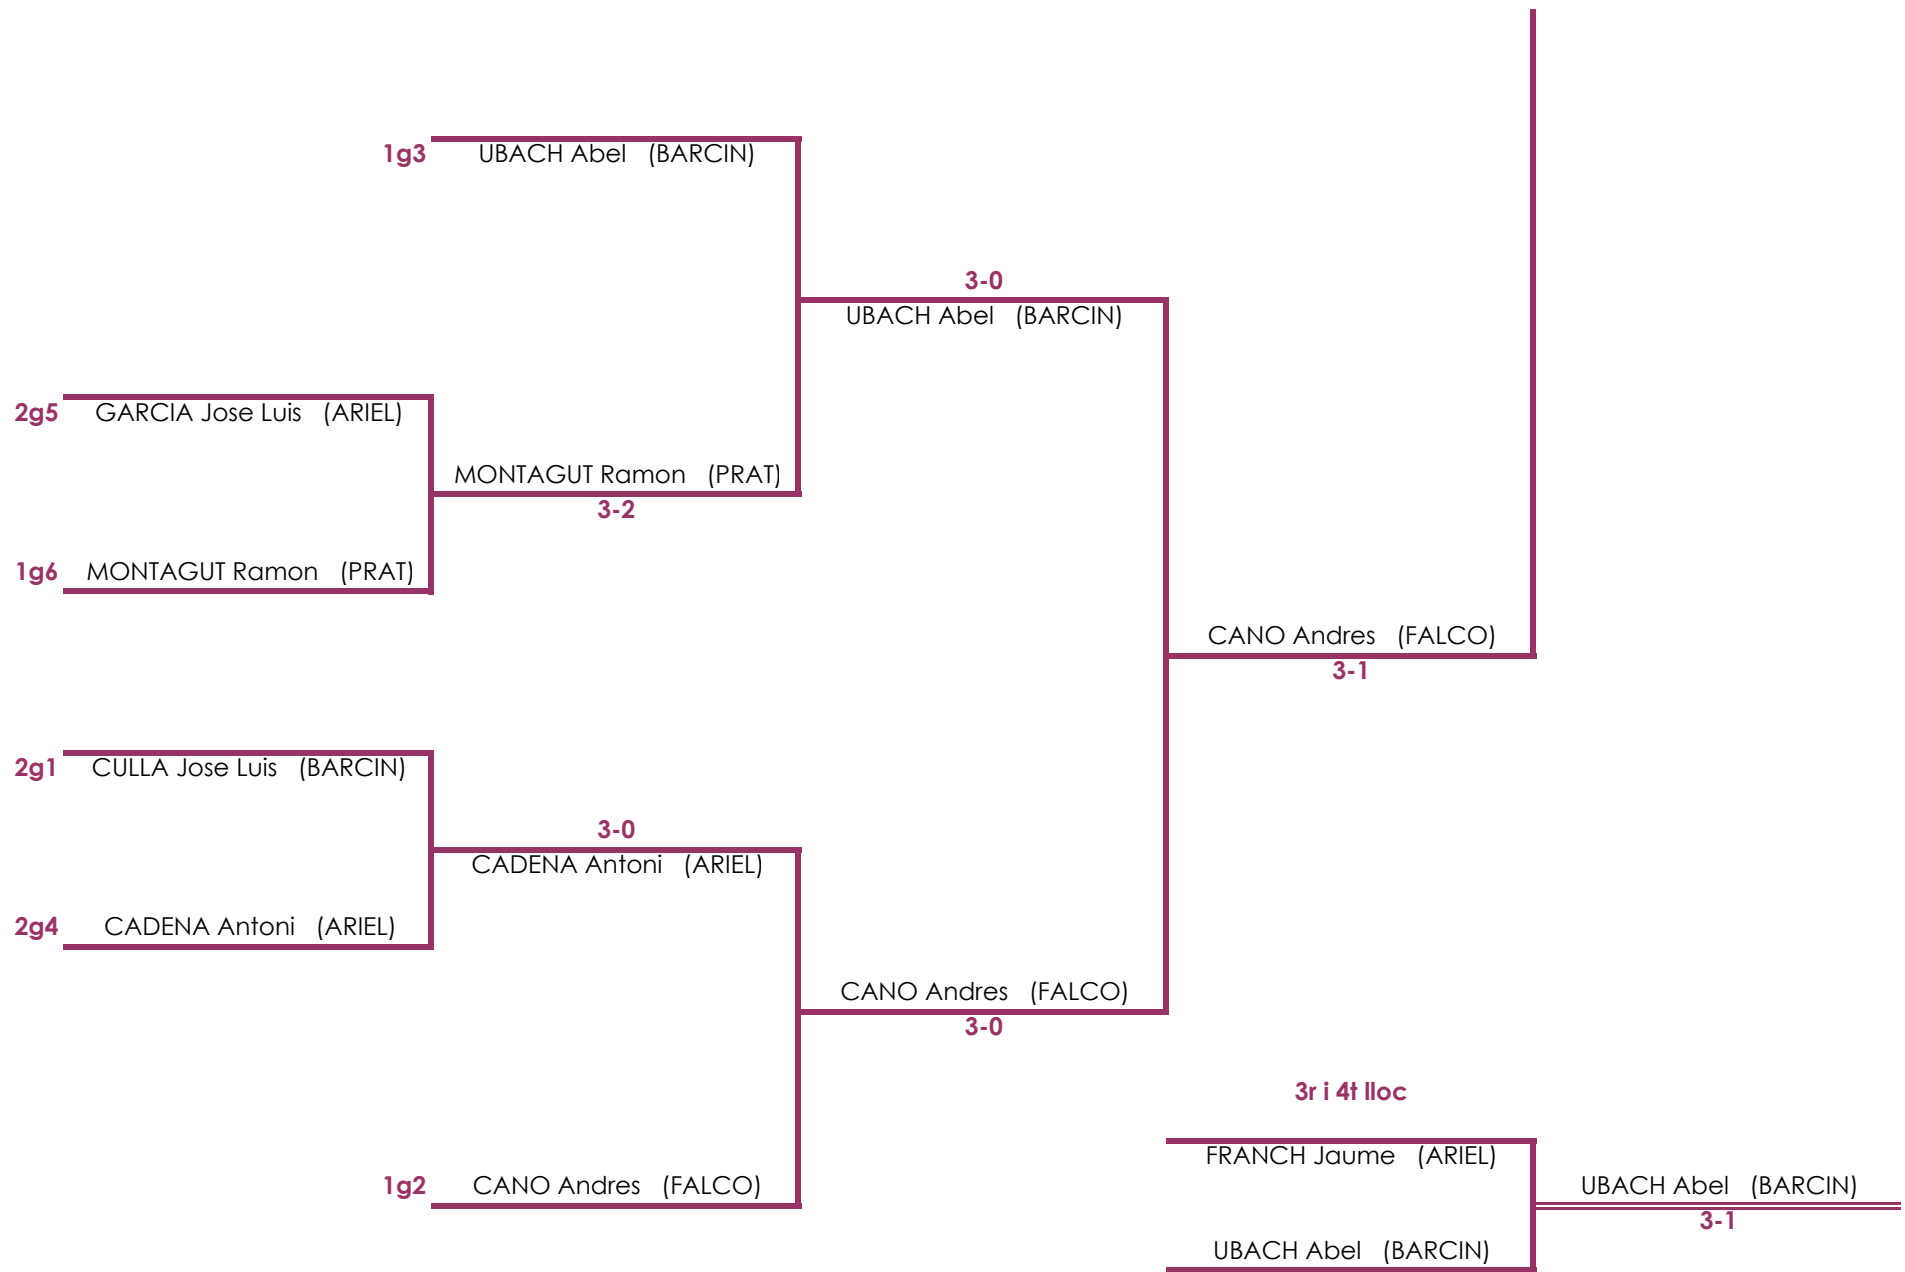 1g3 UBACH Abel (BARCIN)
3-0
UBACH Abel (BARCIN)
2g5 GARCIA Jose Luis (ARIEL)
MONTAGUT Ramon (PRAT)
3-2
1g6 MONTAGUT Ramon (PRAT)
CANO Andres (FALCO)
3-1
2g1 CULLA Jose Luis (BARCIN)
3-0
CADENA Antoni (ARIEL)
2g4 CADENA Antoni (ARIEL)
CANO Andres (FALCO)
3-0
3r i 4t lloc
FRANCH Jaume (ARIEL)
1g2 CANO Andres (FALCO)
UBACH Abel (BARCIN)
3-1
UBACH Abel (BARCIN)